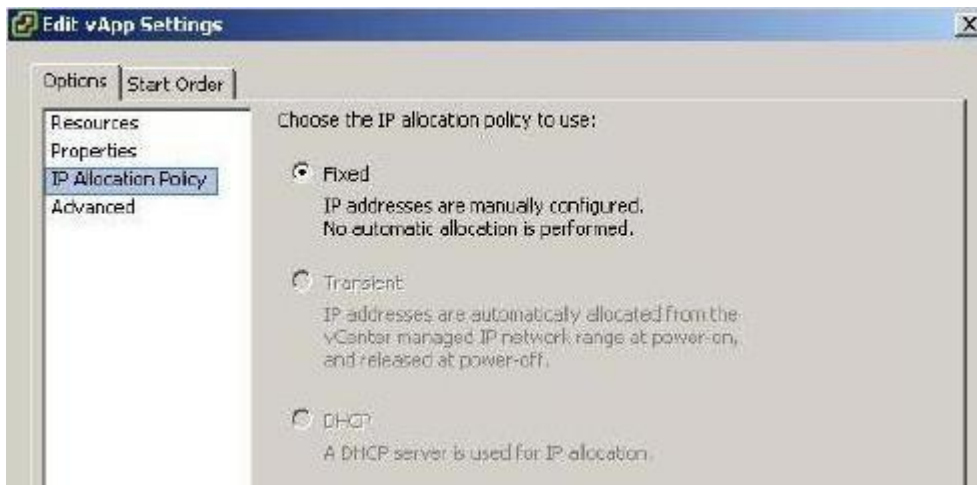 Edit vApp Settings
X
Options
Start Order
Resources
Properties
IP Allocation Policy
Advanced
Choose the IP allocation policy to use:
Fixed
IP addresses are manually configured.
No automatic allocation is performed.
Transient
IP addresses are automatically allocated from the
vCenter managed IP network range at power-on,
and released at power-off.
DHCP
A DHCP server is used for IP allocation.